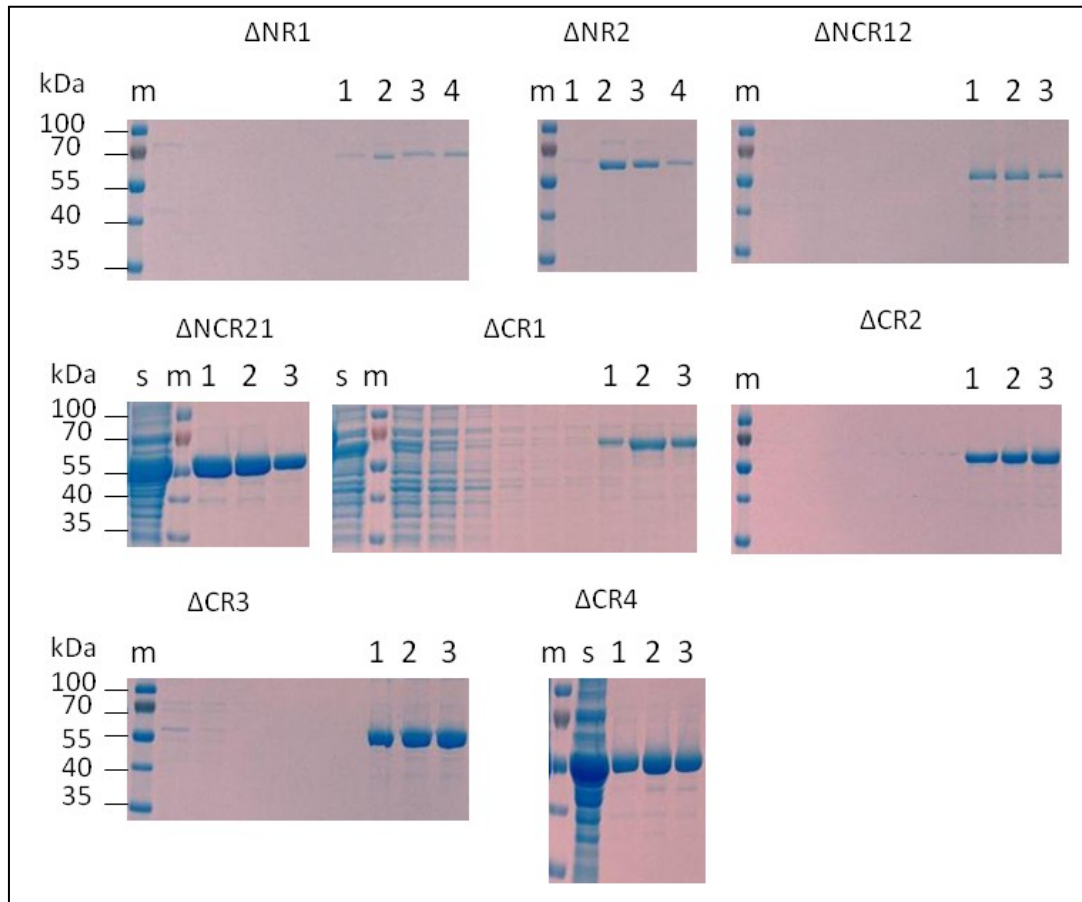 ΔNR1 ΔNR2 ΔNCR12
kDa m 1 2 3 4 m 1 2 3 4 m 1 2 3
100
70
55
40
35
ΔNCR21 ΔCR1 ΔCR2
kDa s m 1 2 3 s m 1 2 3 m 1 2 3
100
70
55
40
35
ΔCR3 ΔCR4
kDa m 1 2 3 m s 1 2 3
100
70
55
40
35